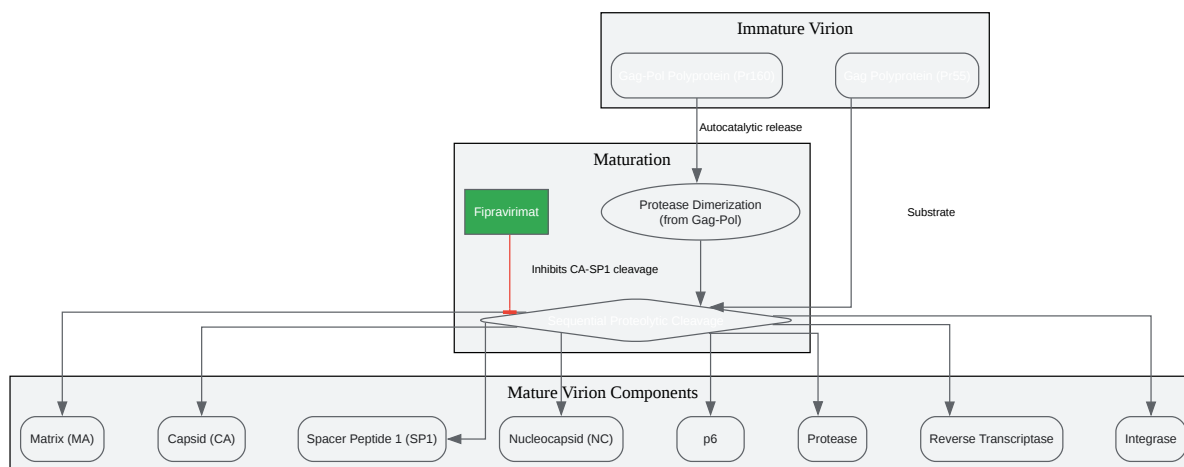 Immature Virion
Gag-Pol Polyprotein (Pr160)
Gag Polyprotein (Pr55)
Autocatalytic release
Maturation
Fipravirimat
Protease Dimerization
(from Gag-Pol)
Substrate
Inhibits CA-SP1 cleavage
Sequential Proteolytic Cleavage
Mature Virion Components
Matrix (MA)
Capsid (CA)
Spacer Peptide 1 (SP1)
Nucleocapsid (NC)
p6
Protease
Reverse Transcriptase
Integrase